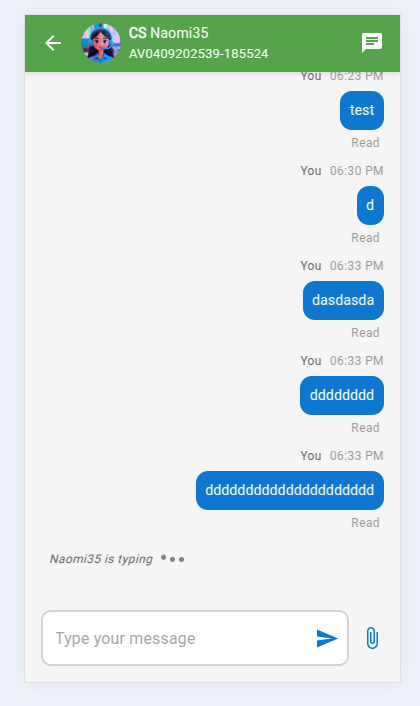 CS Naomi35
AV0409202539-185524
You 06:23 PM
test
Read
You 06:30 PM
d
Read
You 06:33 PM
dasdasda
Read
You 06:33 PM
dddddddd
Read
You 06:33 PM
ddddddddddddddddddddd
Read
Naomi35 is typing
Type your message